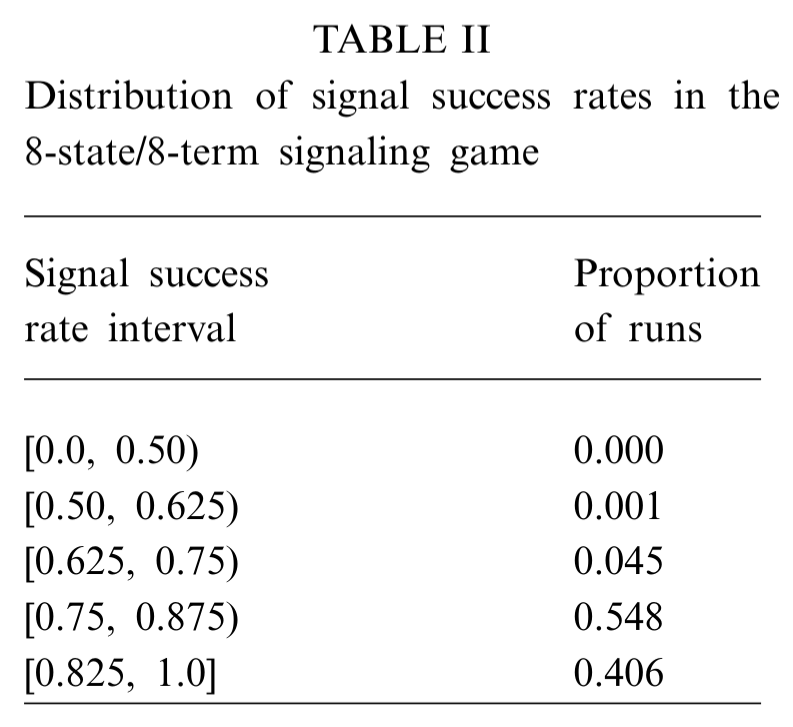 TABLE II
Distribution of signal success rates in the
8-state/8-term signaling game
Signal success Proportion
rate interval of runs
[0.0, 0.50) 0.000
[0.50, 0.625) 0.001
[0.625, 0.75) 0.045
[0.75, 0.875) 0.548
[0.825, 1.0] 0.406